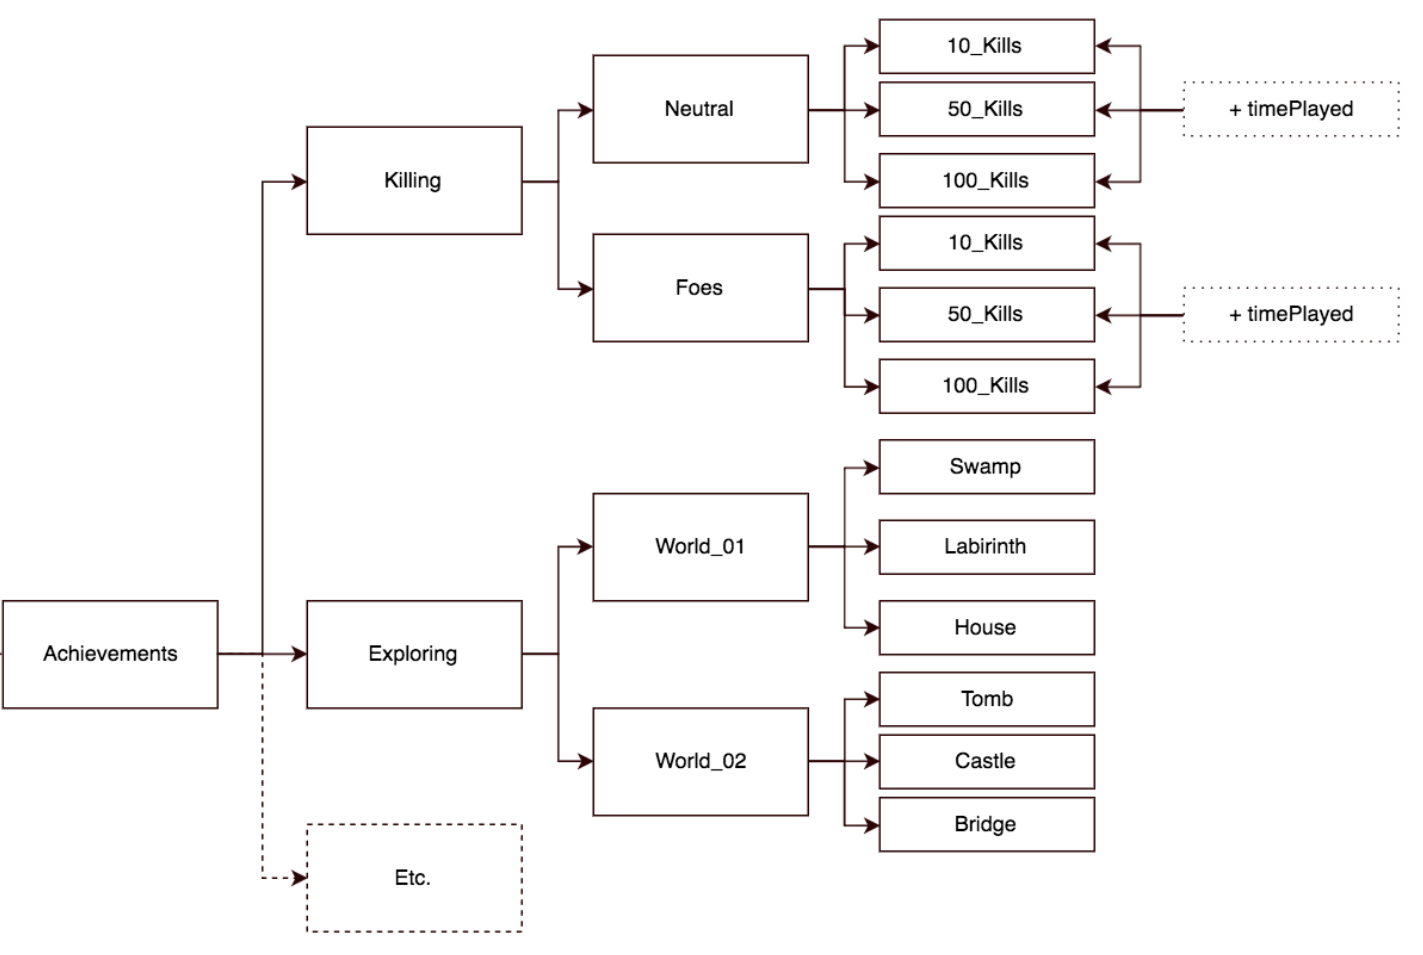 10_Kills
Neutral
50_Kills
+ timePlayed
Killing
100_Kills
10_Kills
Foes
50_Kills
+ timePlayed
100_Kills
Swamp
World_01
Labirinth
House
Achievements
Exploring
Tomb
World_02
Castle
Bridge
Etc.